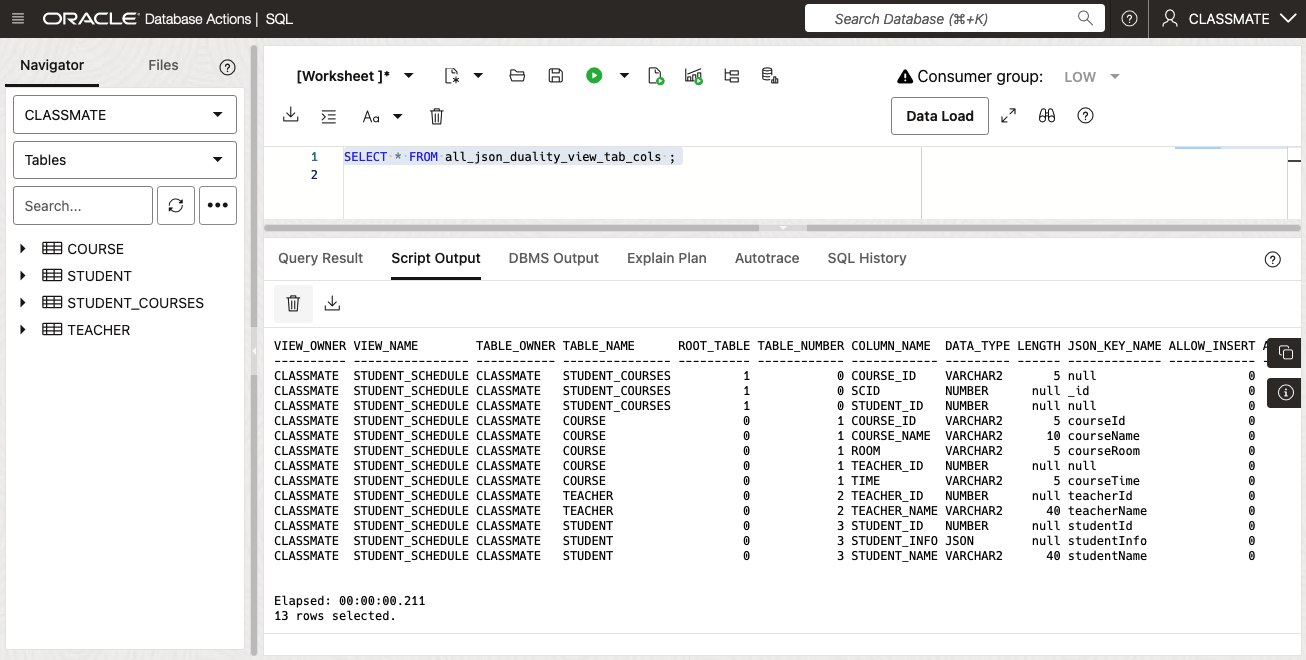 ORACLE Database Actions | SQL
Search Database (⌘+K)
CLASSMATE
Navigator
Files
CLASSMATE
Tables
Search...
COURSE
STUDENT
STUDENT_COURSES
TEACHER
[Worksheet ]*
Consumer group: LOW
Aa
Data Load
1 SELECT * FROM all_json_duality_view_tab_cols ;
2
Query Result Script Output DBMS Output Explain Plan Autotrace SQL History
VIEW_OWNER VIEW_NAME TABLE_OWNER TABLE_NAME ROOT_TABLE TABLE_NUMBER COLUMN_NAME DATA_TYPE LENGTH JSON_KEY_NAME ALLOW_INSERT
---------- ---------------- ----------- --------------- ---------- ------------ ------------ --------- ------ ------------- ------------
CLASSMATE STUDENT_SCHEDULE CLASSMATE STUDENT_COURSES 1 0 COURSE_ID VARCHAR2 5 null 0
CLASSMATE STUDENT_SCHEDULE CLASSMATE STUDENT_COURSES 1 0 SCID NUMBER null _id 0
CLASSMATE STUDENT_SCHEDULE CLASSMATE STUDENT_COURSES 1 0 STUDENT_ID NUMBER null null 0
CLASSMATE STUDENT_SCHEDULE CLASSMATE COURSE 0 1 COURSE_ID VARCHAR2 5 courseId 0
CLASSMATE STUDENT_SCHEDULE CLASSMATE COURSE 0 1 COURSE_NAME VARCHAR2 10 courseName 0
CLASSMATE STUDENT_SCHEDULE CLASSMATE COURSE 0 1 ROOM VARCHAR2 5 courseRoom 0
CLASSMATE STUDENT_SCHEDULE CLASSMATE COURSE 0 1 TEACHER_ID NUMBER null null 0
CLASSMATE STUDENT_SCHEDULE CLASSMATE COURSE 0 1 TIME VARCHAR2 5 courseTime 0
CLASSMATE STUDENT_SCHEDULE CLASSMATE TEACHER 0 2 TEACHER_ID NUMBER null teacherId 0
CLASSMATE STUDENT_SCHEDULE CLASSMATE TEACHER 0 2 TEACHER_NAME VARCHAR2 40 teacherName 0
CLASSMATE STUDENT_SCHEDULE CLASSMATE STUDENT 0 3 STUDENT_ID NUMBER null studentId 0
CLASSMATE STUDENT_SCHEDULE CLASSMATE STUDENT 0 3 STUDENT_INFO JSON null studentInfo 0
CLASSMATE STUDENT_SCHEDULE CLASSMATE STUDENT 0 3 STUDENT_NAME VARCHAR2 40 studentName 0
Elapsed: 00:00:00.211
13 rows selected.